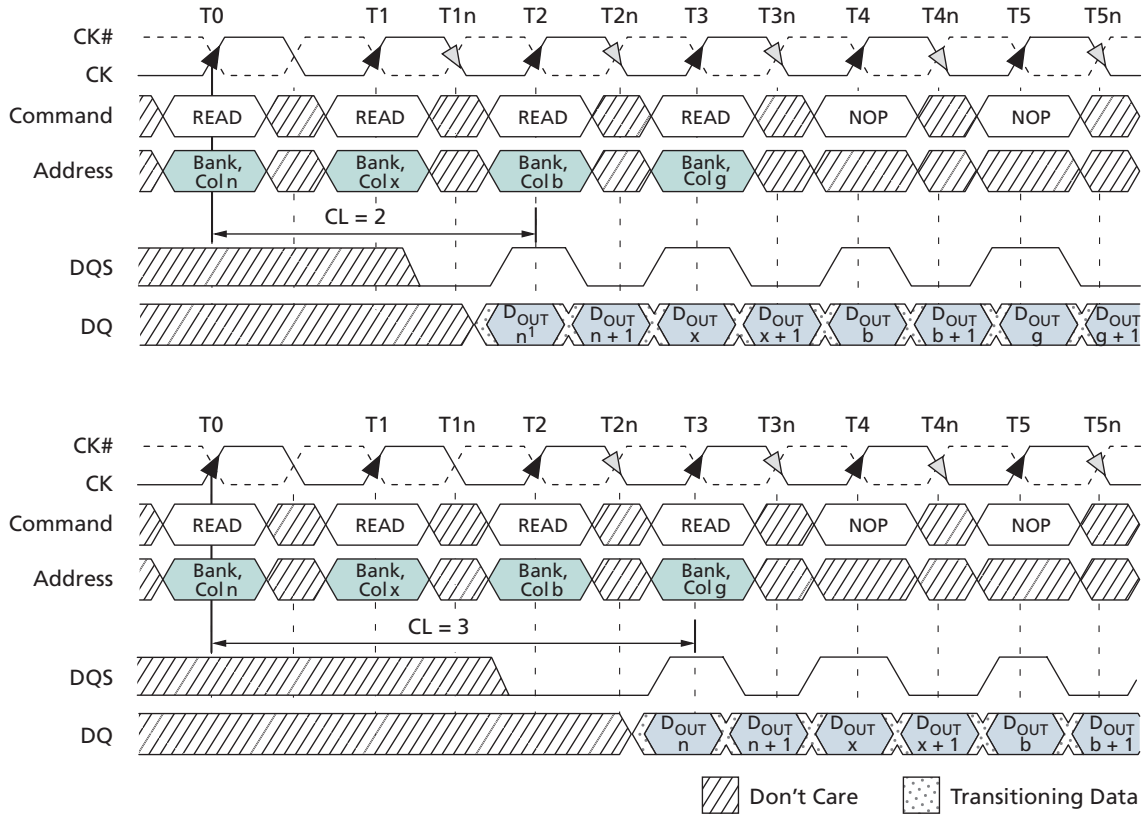 T0 T1 T1n T2 T2n T3 T3n T4 T4n T5 T5n
CK#
CK
Command READ READ READ READ NOP NOP
Address Bank, Col n Bank, Col x Bank, Col b Bank, Col g
CL = 2
DQS
DQ DOUT n1 DOUT n + 1 DOUT x DOUT x + 1 DOUT b DOUT b + 1 DOUT g DOUT g + 1
T0 T1 T1n T2 T2n T3 T3n T4 T4n T5 T5n
CK#
CK
Command READ READ READ READ NOP NOP
Address Bank, Col n Bank, Col x Bank, Col b Bank, Col g
CL = 3
DQS
DQ DOUT n DOUT n + 1 DOUT x DOUT x + 1 DOUT b DOUT b + 1
Don't Care Transitioning Data